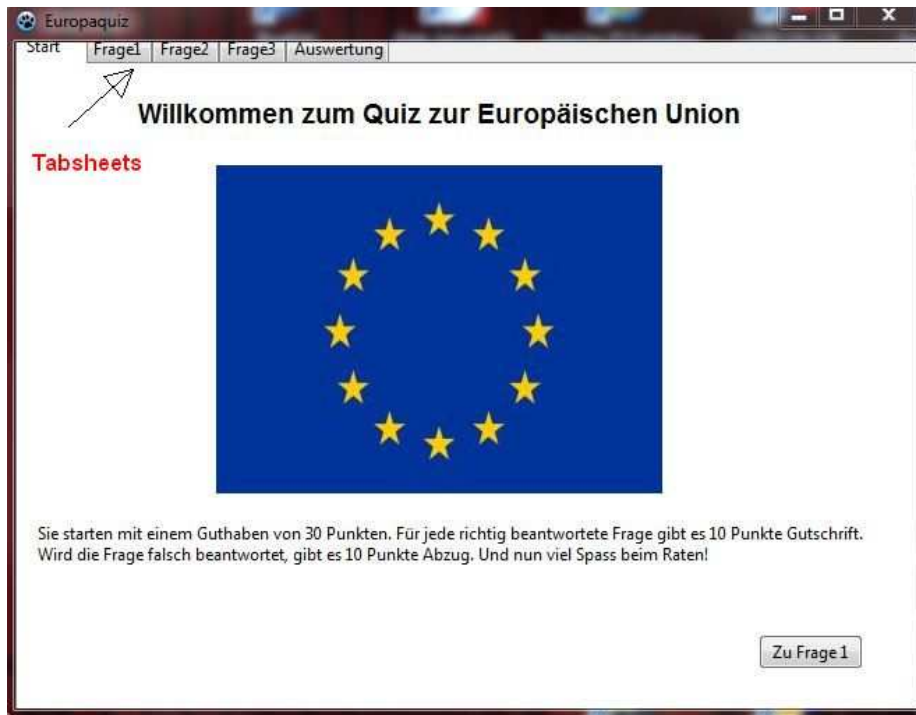 Europaquiz
Start Frage1 Frage2 Frage3 Auswertung
Willkommen zum Quiz zur Europäischen Union
Tabsheets
Sie starten mit einem Guthaben von 30 Punkten. Für jede richtig beantwortete Frage gibt es 10 Punkte Gutschrift.
Wird die Frage falsch beantwortet, gibt es 10 Punkte Abzug. Und nun viel Spass beim Raten!
Zu Frage 1